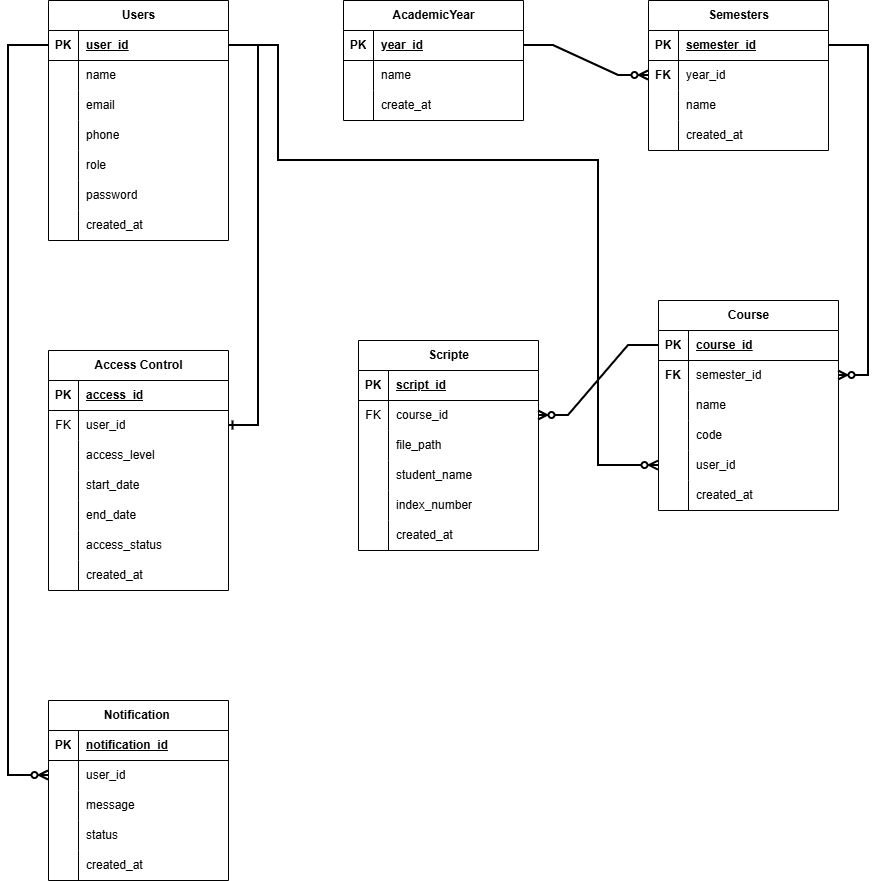 Users
PK user_id
name
email
phone
role
password
created_at
AcademicYear
PK year_id
name
create_at
Semesters
PK semester_id
FK year_id
name
created_at
Access Control
PK access_id
FK user_id
access_level
start_date
end_date
access_status
created_at
Scripte
PK script_id
FK course_id
file_path
student_name
index_number
created_at
Course
PK course_id
FK semester_id
name
code
user_id
created_at
Notification
PK notification_id
user_id
message
status
created_at